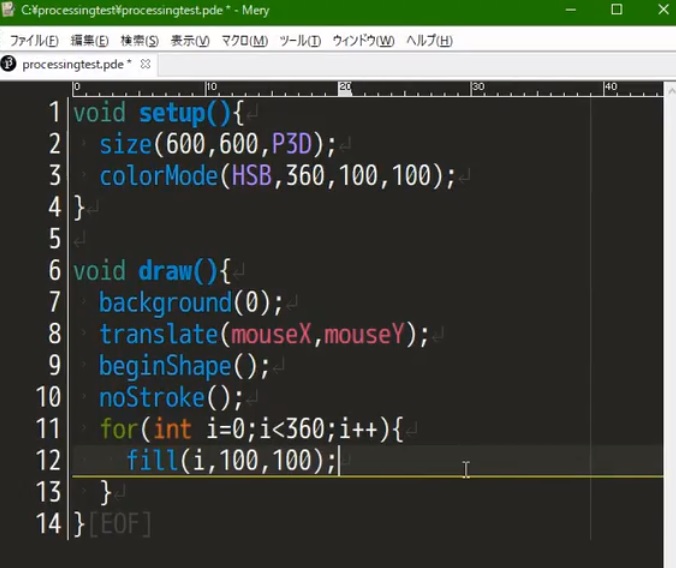 C:¥processingtest¥processingtest.pde * - Mery
ファイル(F) 編集(E) 検索(S) 表示(V) マクロ(M) ツール(T) ウィンドウ(W) ヘルプ(H)
processingtest.pde *
0 10 20 30 40
1 void setup(){
2 size(600,600,P3D);
3 colorMode(HSB,360,100,100);
4 }
5
6 void draw(){
7 background(0);
8 translate(mouseX,mouseY);
9 beginShape();
10 noStroke();
11 for(int i=0;i<360;i++){
12 fill(i,100,100);
13 }
14 }[EOF]